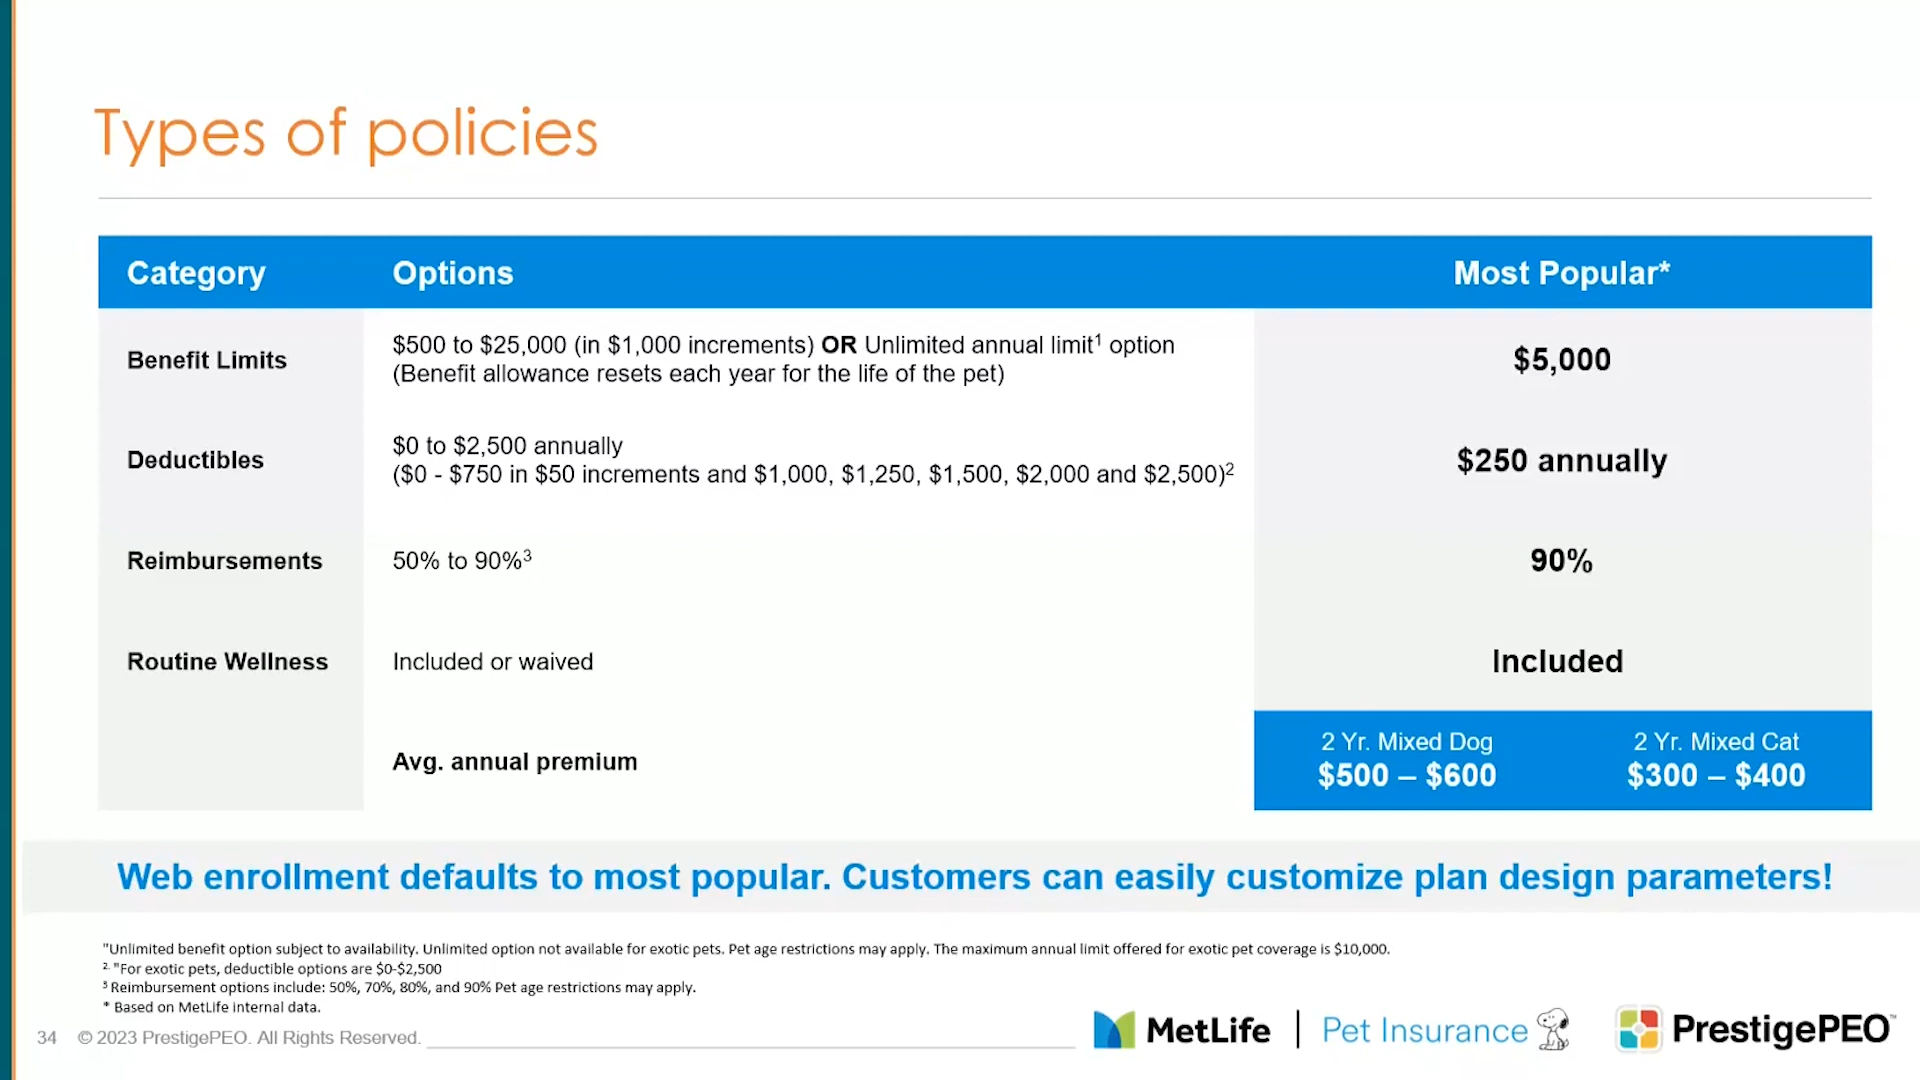 Types of policies
Category Options Most Popular*
Benefit Limits
$500 to $25,000 (in $1,000 increments) OR Unlimited annual limit¹ option
(Benefit allowance resets each year for the life of the pet)
$5,000
Deductibles
$0 to $2,500 annually
($0 - $750 in $50 increments and $1,000, $1,250, $1,500, $2,000 and $2,500)²
$250 annually
Reimbursements 50% to 90%³ 90%
Routine Wellness Included or waived Included
Avg. annual premium
2 Yr. Mixed Dog 2 Yr. Mixed Cat
$500 – $600 $300 – $400
Web enrollment defaults to most popular. Customers can easily customize plan design parameters!
"Unlimited benefit option subject to availability. Unlimited option not available for exotic pets. Pet age restrictions may apply. The maximum annual limit offered for exotic pet coverage is $10,000.
². "For exotic pets, deductible options are $0-$2,500
³ Reimbursement options include: 50%, 70%, 80%, and 90% Pet age restrictions may apply.
* Based on MetLife internal data.
34 © 2023 PrestigePEO. All Rights Reserved.
MetLife | Pet Insurance PrestigePEO™